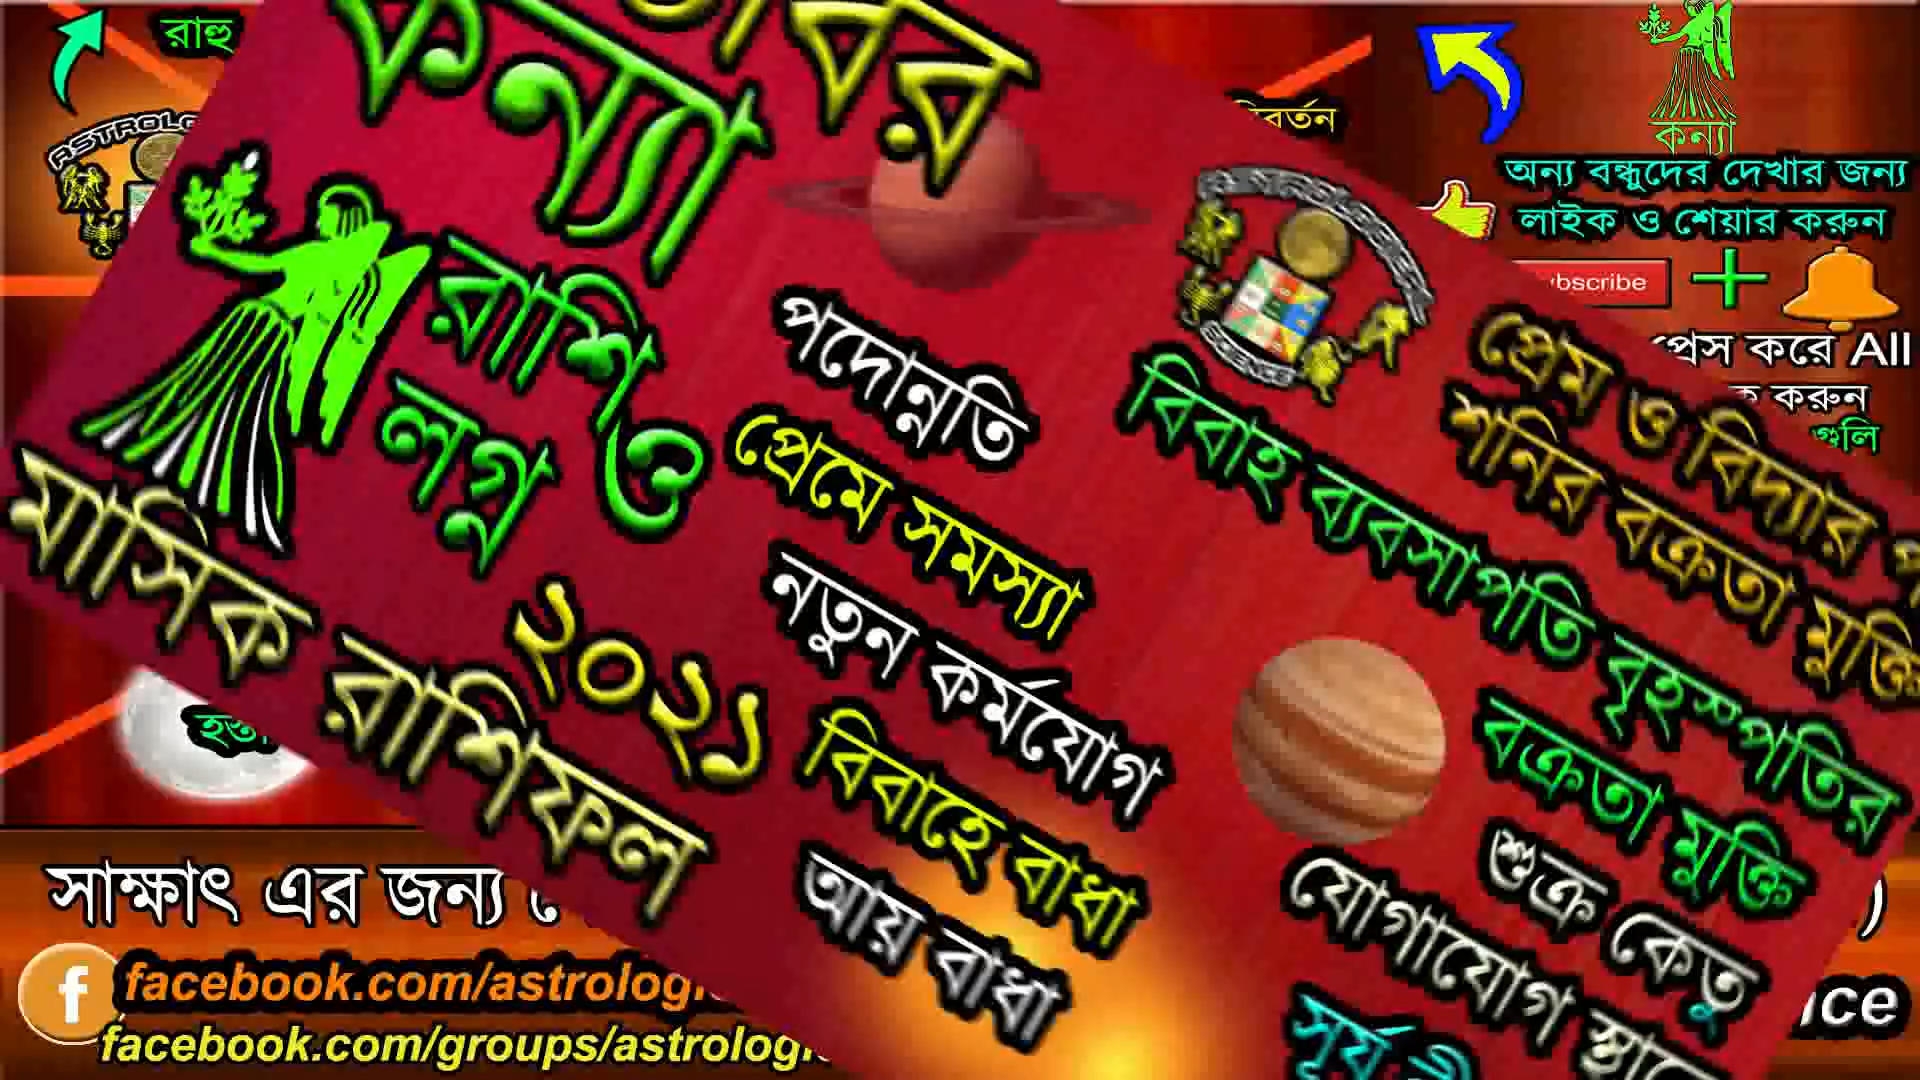 রাহু
কন্যা
রাশি ও
লগ্ন
২০২১
মাসিক রাশিফল
পদোন্নতি
প্রেমে সমস্যা
নতুন কর্মযোগ
বিবাহে বাধা
আয় বাধা
প্রেম ও বিদ্যার
শনির বক্রতা মুক্তি
বিবাহ ব্যবসাপতি বৃহস্পতির
বক্রতা মুক্তি
শুক্র কেতু
যোগাযোগ স্থানে
সূর্য
কন্যা
অন্য বন্ধুদের দেখার জন্য
লাইক ও শেয়ার করুন
প্রেস করে All
করুন
সাক্ষাৎ এর জন্য
facebook.com/astrologi
facebook.com/groups/astrologi